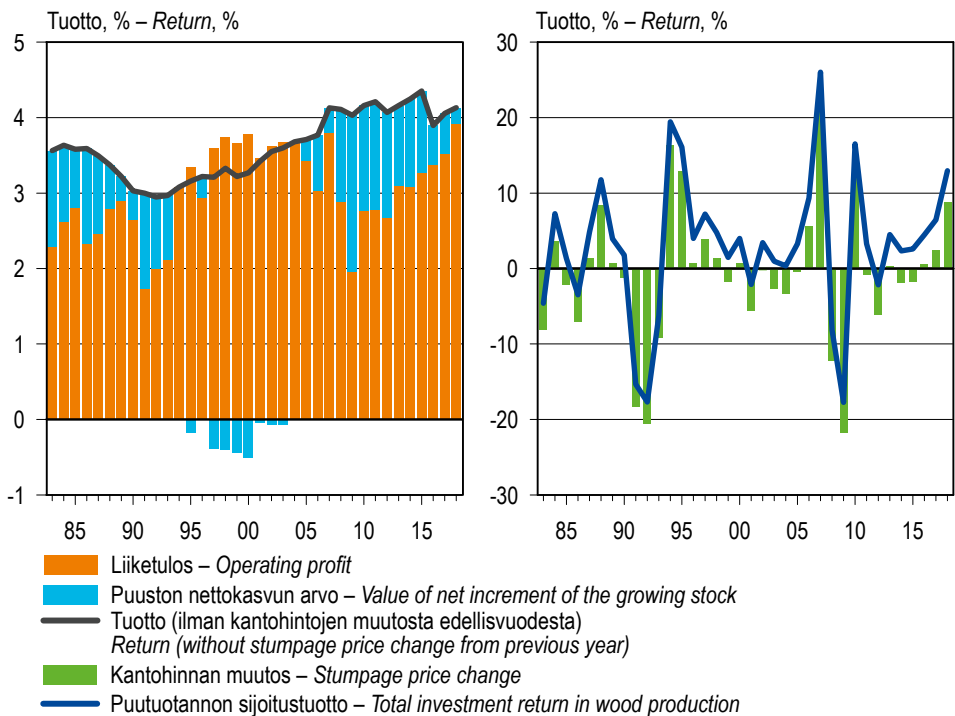 Tuotto, % – Return, %
5
4
3
2
1
0
-1
85 90 95 00 05 10 15
Tuotto, % – Return, %
30
20
10
0
-10
-20
-30
85 90 95 00 05 10 15
Liiketulos – Operating profit
Puuston nettokasvun arvo – Value of net increment of the growing stock
Tuotto (ilman kantohintojen muutosta edellisvuodesta)
Return (without stumpage price change from previous year)
Kantohinnan muutos – Stumpage price change
Puutuotannon sijoitustuotto – Total investment return in wood production